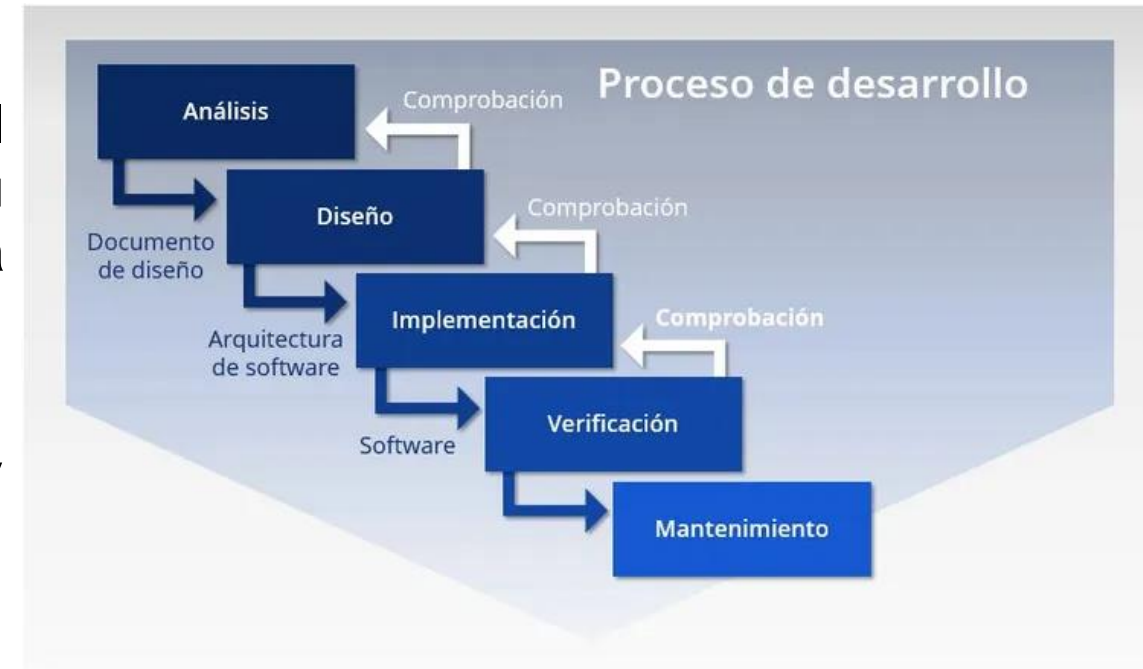 Proceso de desarrollo
Análisis
Comprobación
Diseño
Comprobación
Documento
de diseño
Implementación
Comprobación
Arquitectura
de software
Verificación
Software
Mantenimiento